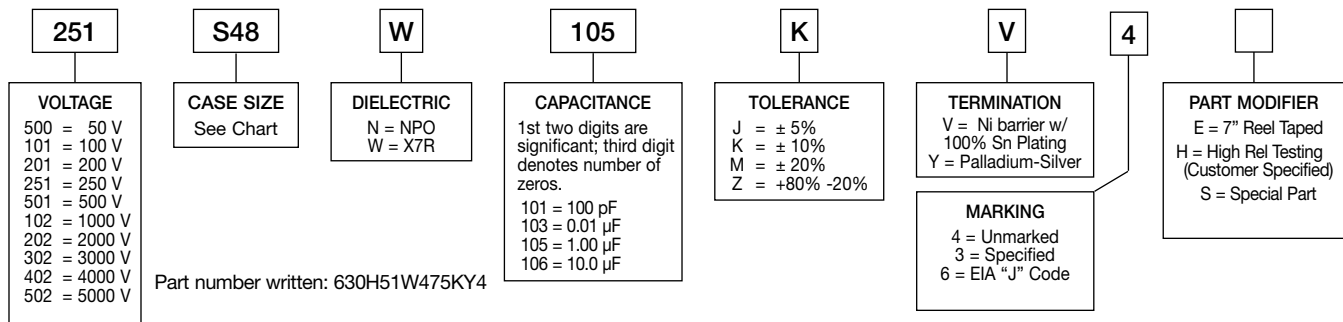 251 S48 W 105 K V 4
VOLTAGE
500 = 50 V
101 = 100 V
201 = 200 V
251 = 250 V
501 = 500 V
102 = 1000 V
202 = 2000 V
302 = 3000 V
402 = 4000 V
502 = 5000 V
CASE SIZE
See Chart
DIELECTRIC
N = NPO
W = X7R
CAPACITANCE
1st two digits are
significant; third digit
denotes number of
zeros.
101 = 100 pF
103 = 0.01 µF
105 = 1.00 µF
106 = 10.0 µF
TOLERANCE
J = ± 5%
K = ± 10%
M = ± 20%
Z = +80% -20%
TERMINATION
V = Ni barrier w/
100% Sn Plating
Y = Palladium-Silver
MARKING
4 = Unmarked
3 = Specified
6 = EIA “J” Code
PART MODIFIER
E = 7” Reel Taped
H = High Rel Testing
(Customer Specified)
S = Special Part
Part number written: 630H51W475KY4